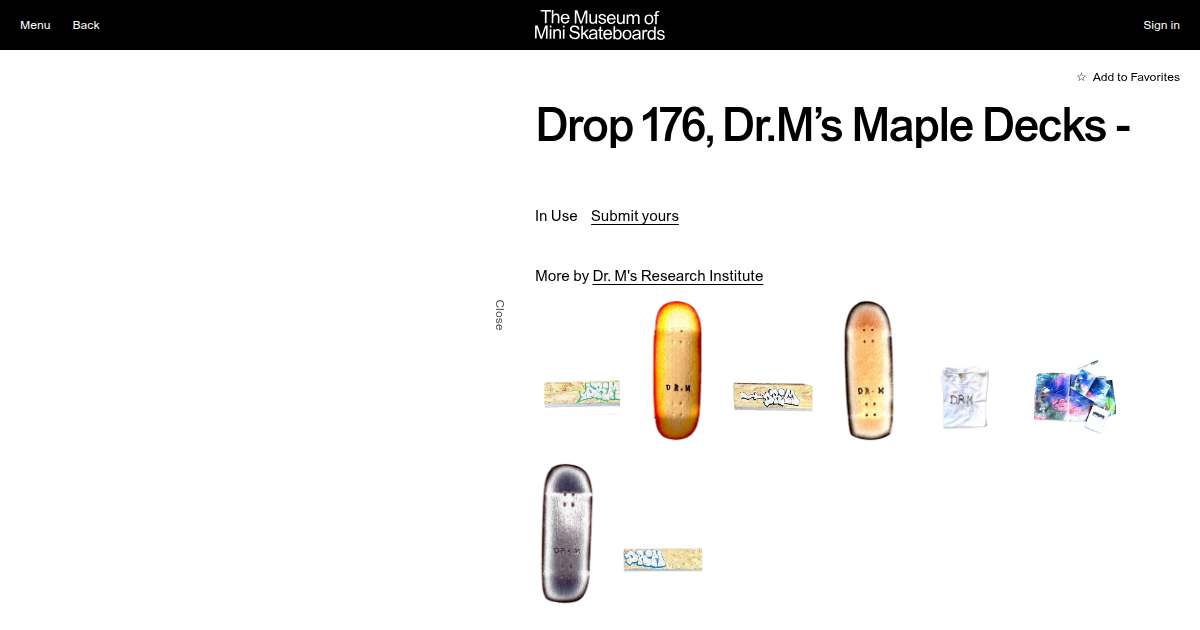 Menu
Back
The Museum of
Mini Skateboards
Sign in
☆ Add to Favorites
Drop 176, Dr.M’s Maple Decks -
In Use
Submit yours
More by Dr. M's Research Institute
Close
DR.M
DR.M
DRM
DR.M